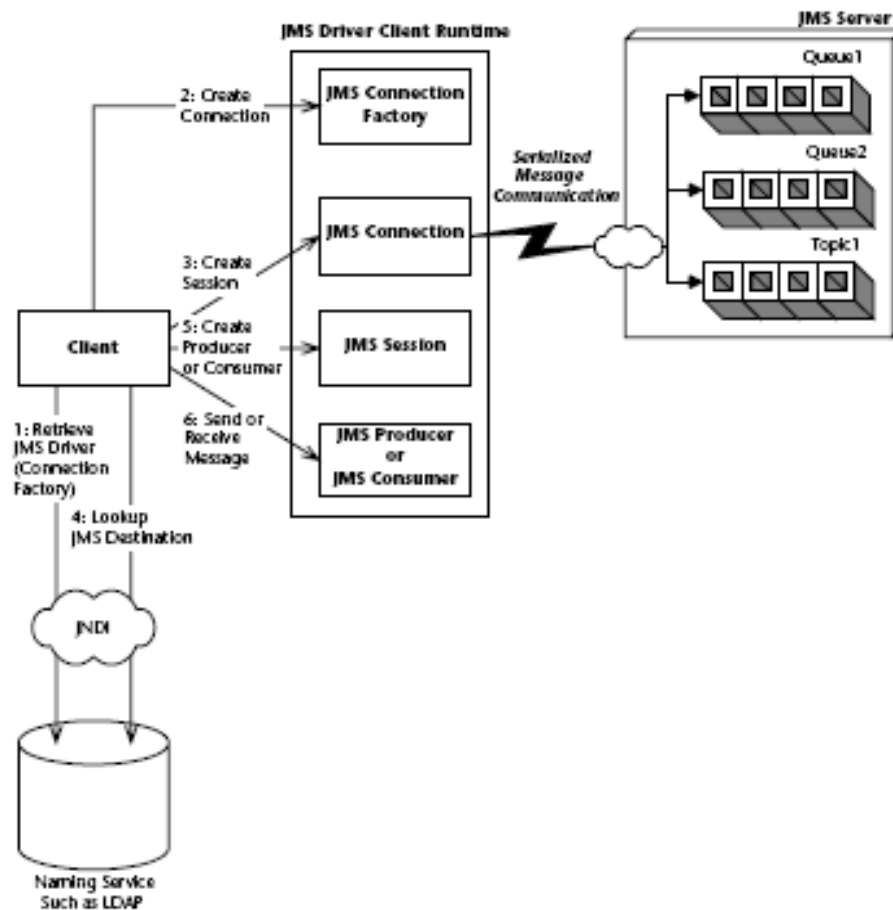 JMS Server
JMS Driver Client Runtime
Queue1
2: Create
Connection
JMS Connection
Factory
Serialized
Message
Communication
Queue2
JMS Connection
3: Create
Session
Topic1
Client
5: Create
Producer
or Consumer
JMS Session
1: Retrieve
JMS Driver
(Connection
Factory)
6: Send or
Receive
Message
JMS Producer
or
JMS Consumer
4: Lookup
JMS Destination
JNDI
Naming Service
Such as LDAP